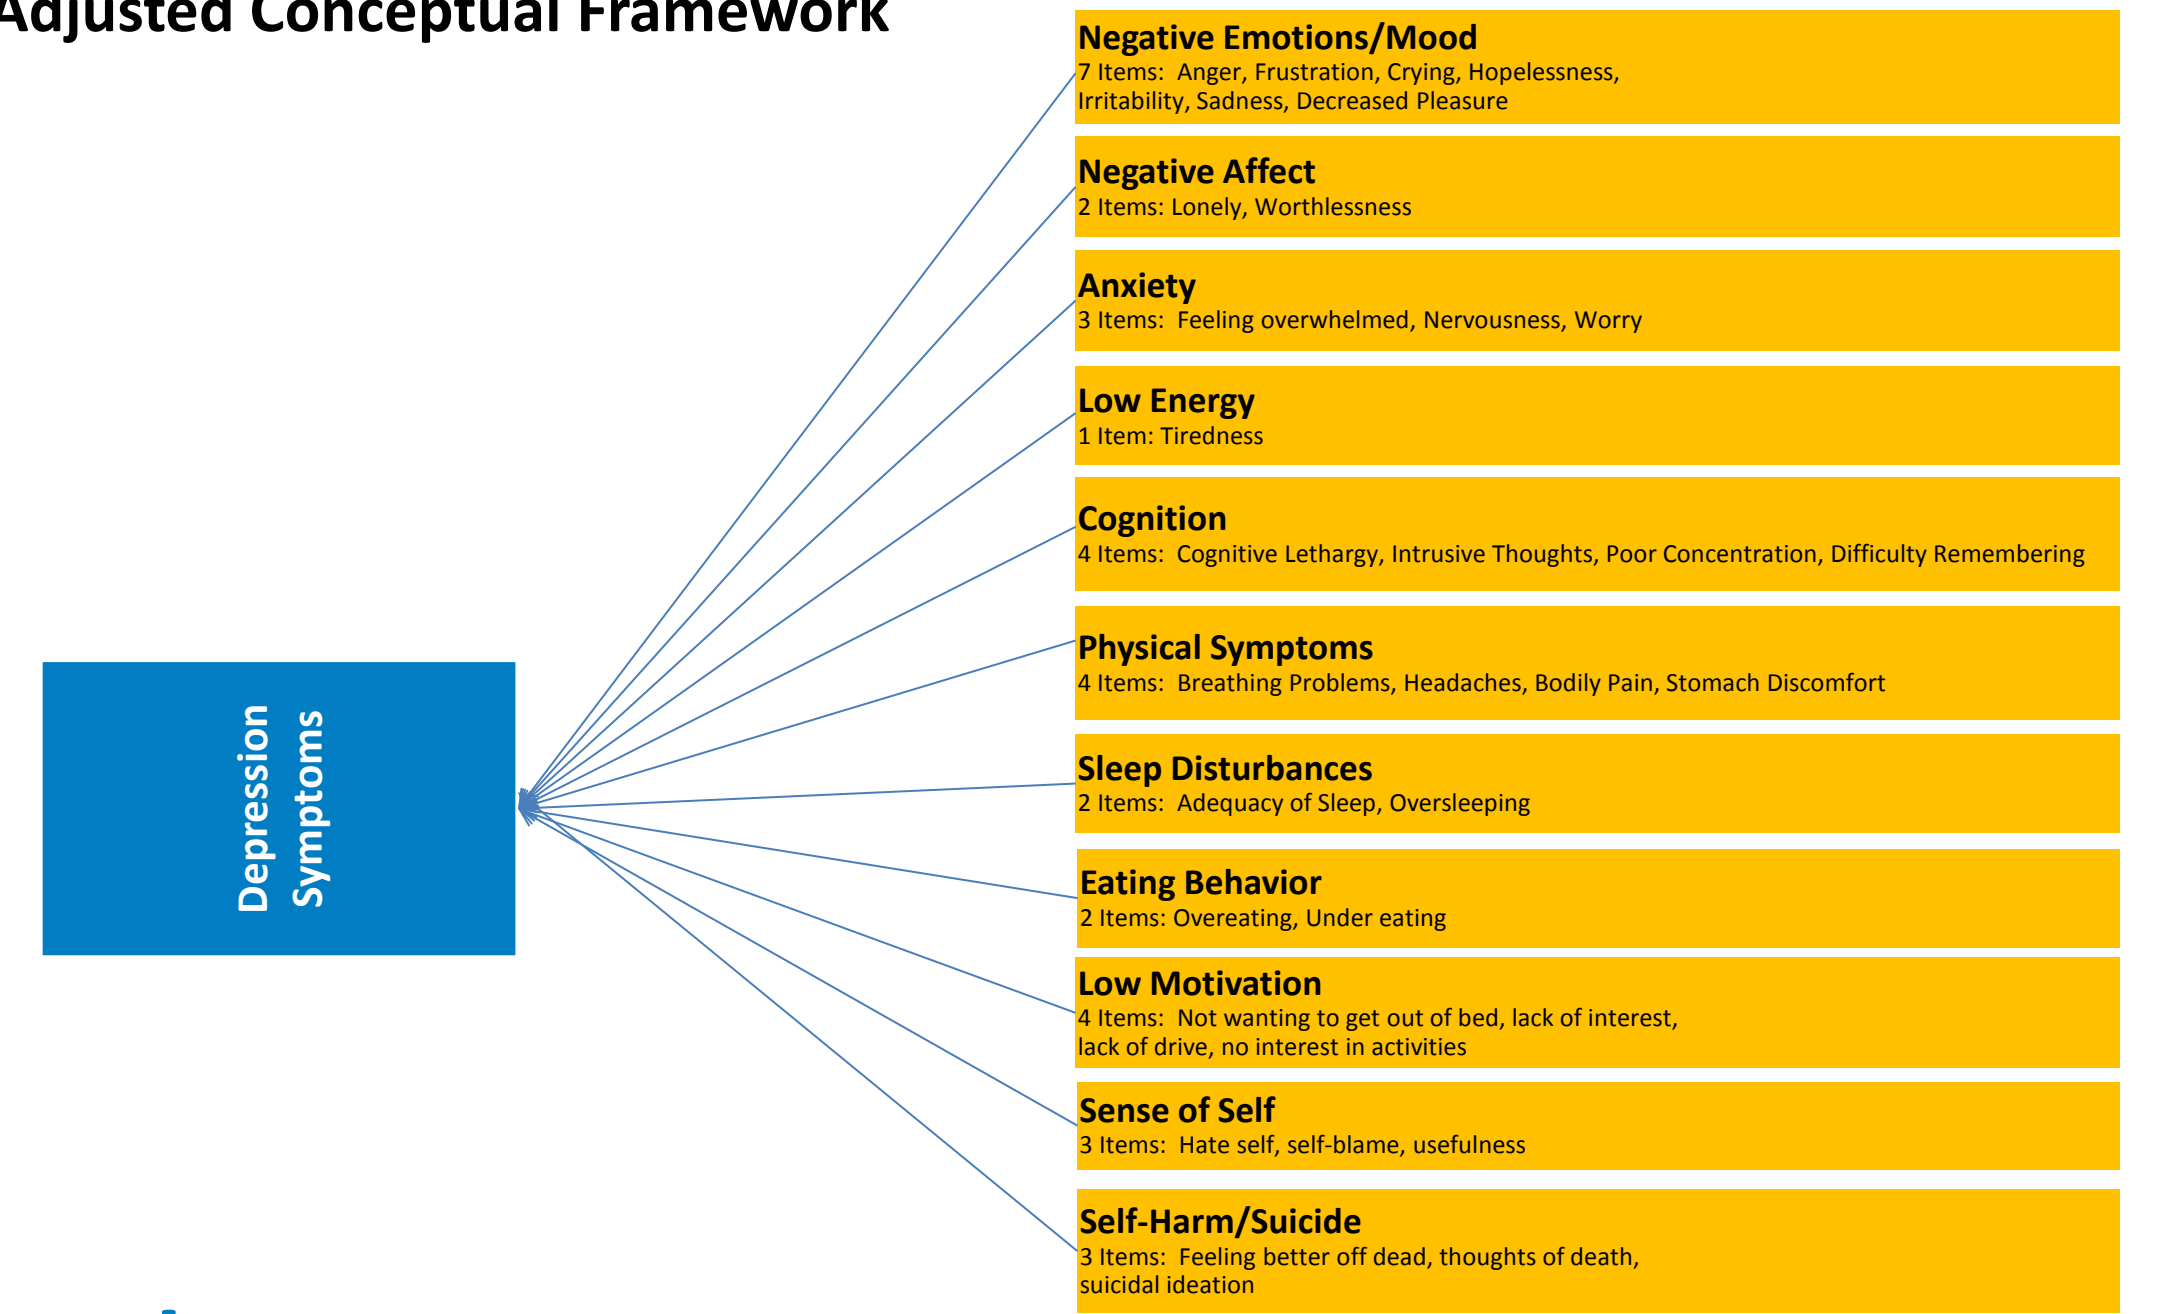 Adjusted Conceptual Framework
Negative Emotions/Mood
7 Items:  Anger, Frustration, Crying, Hopelessness,
Irritability, Sadness, Decreased Pleasure
Negative Affect
2 Items: Lonely, Worthlessness
Anxiety
3 Items:  Feeling overwhelmed, Nervousness, Worry
Low Energy
1 Item: Tiredness
Cognition
4 Items:  Cognitive Lethargy, Intrusive Thoughts, Poor Concentration, Difficulty Remembering
Physical Symptoms
4 Items:  Breathing Problems, Headaches, Bodily Pain, Stomach Discomfort
Depression
Symptoms
Sleep Disturbances
2 Items:  Adequacy of Sleep, Oversleeping
Eating Behavior
2 Items: Overeating, Under eating
Low Motivation
4 Items:  Not wanting to get out of bed, lack of interest,
lack of drive, no interest in activities
Sense of Self
3 Items:  Hate self, self-blame, usefulness
Self-Harm/Suicide
3 Items:  Feeling better off dead, thoughts of death,
suicidal ideation